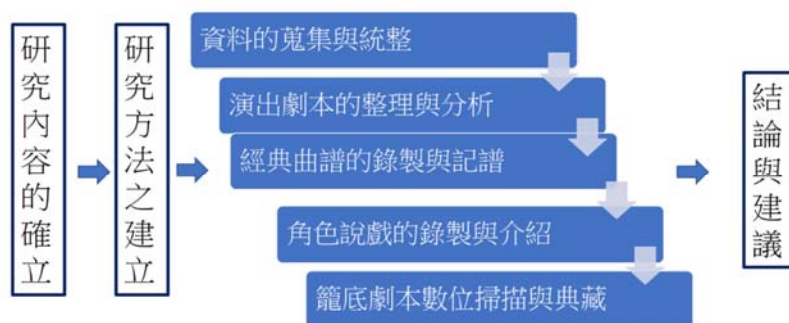 研究內容的確立
研究方法之建立
資料的蒐集與統整
演出劇本的整理與分析
經典曲譜的錄製與記譜
角色說戲的錄製與介紹
籠底劇本數位掃描與典藏
結論與建議